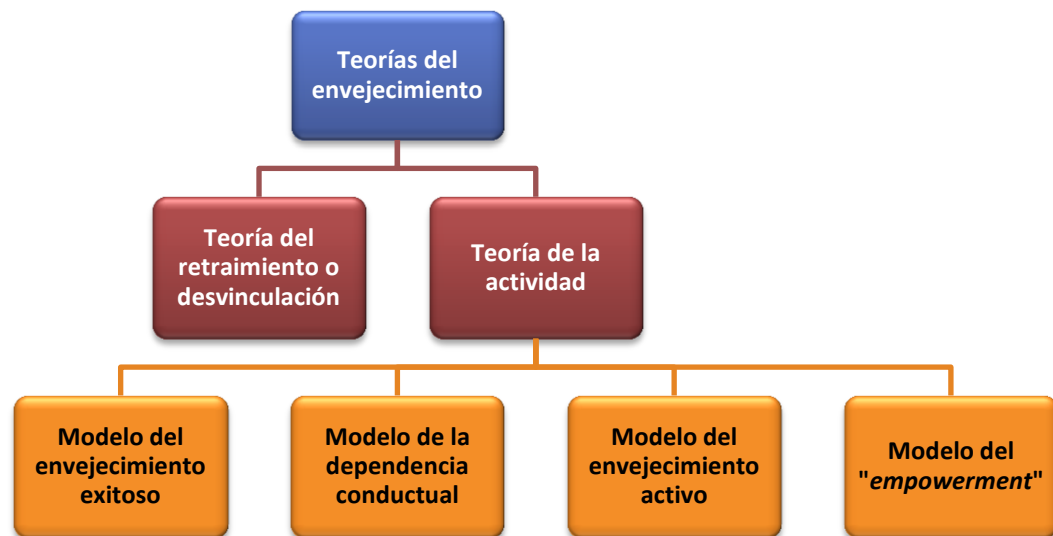 Teorías del
envejecimiento
Teoría del
retraimiento o
desvinculación
Teoría de la
actividad
Modelo del
envejecimiento
exitoso
Modelo de la
dependencia
conductual
Modelo del
envejecimiento
activo
Modelo del
"empowerment"